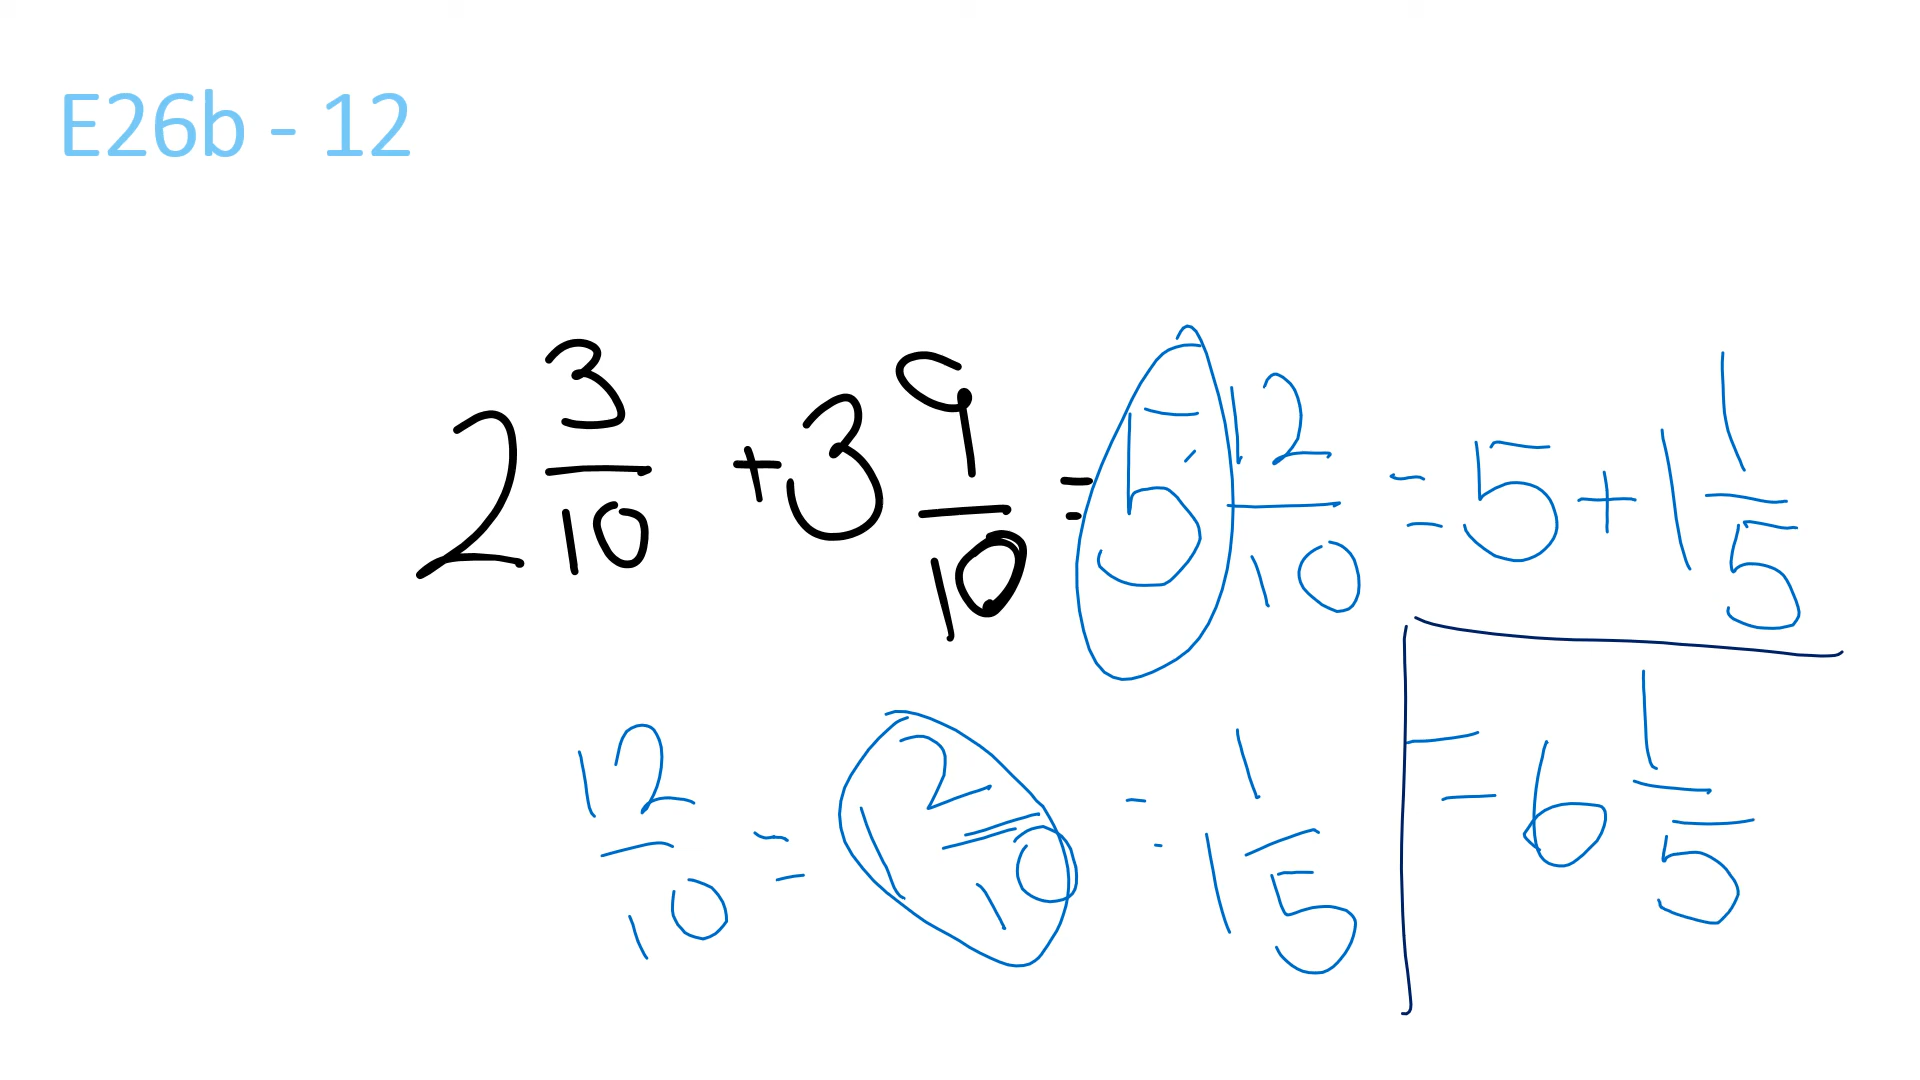 E26b - 12
2 3/10 + 3 9/10 = 5 12/10 = 5 + 1 1/5
12/10 = 1 2/10 = 1 1/5
= 6 1/5